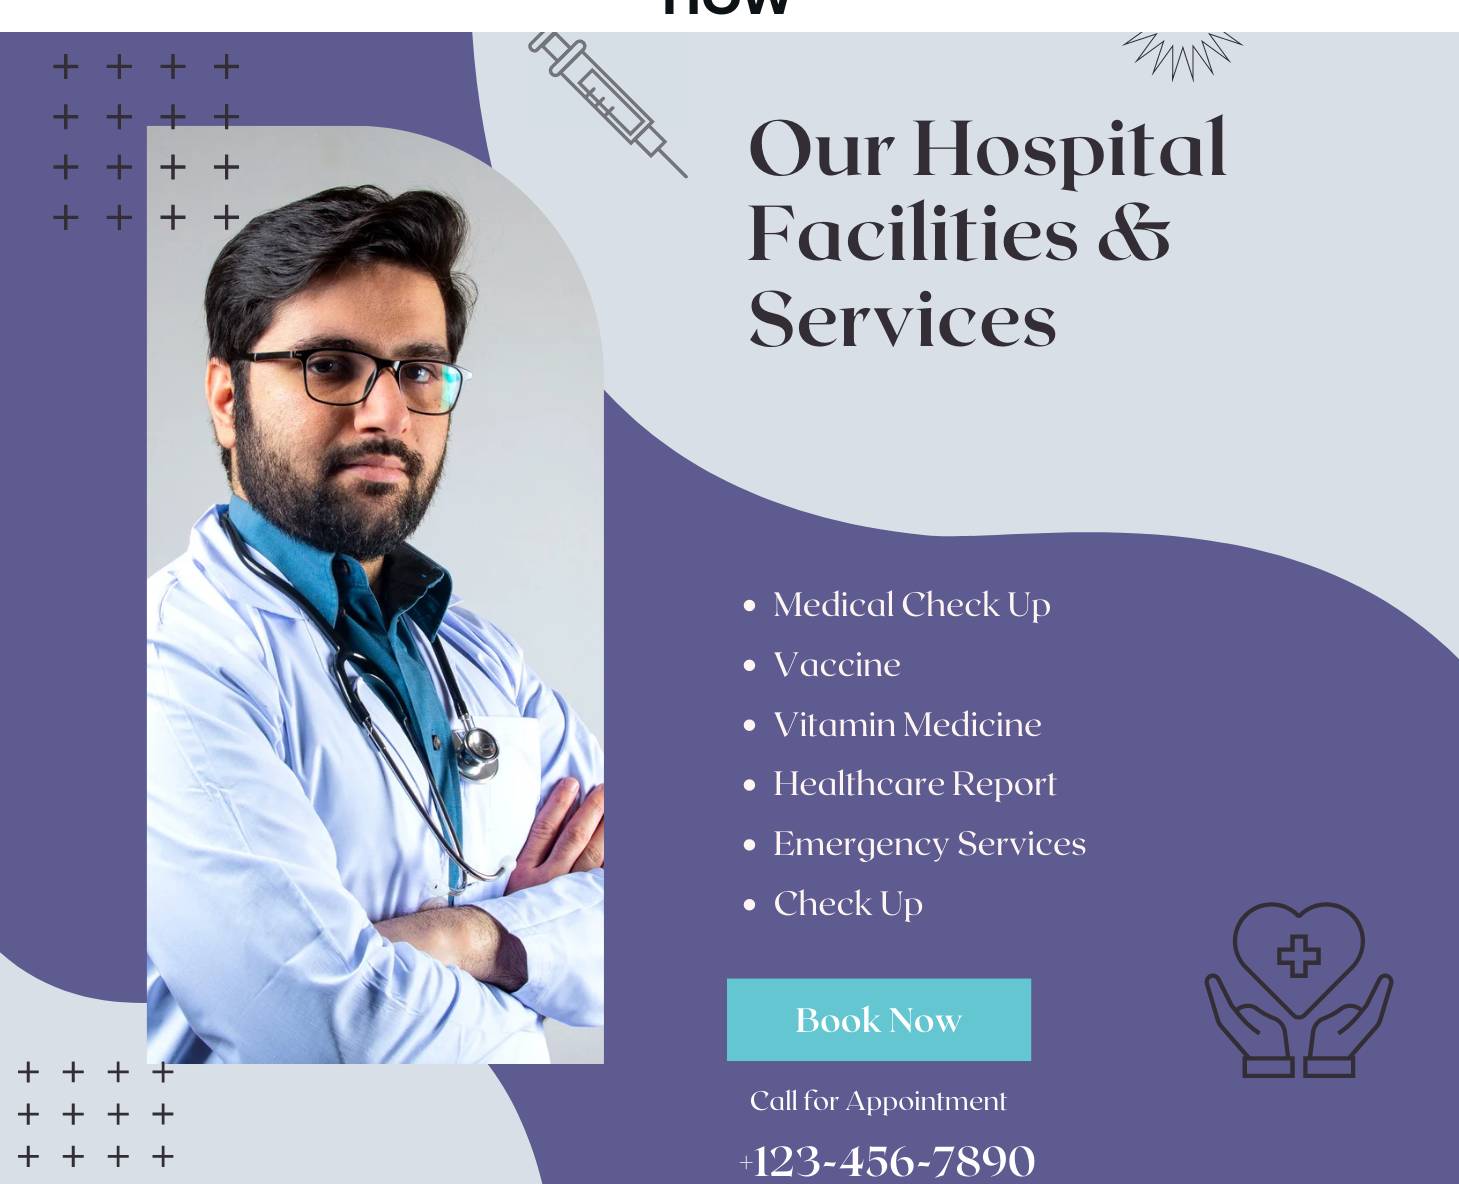 now
Our Hospital
Facilities &
Services
• Medical Check Up
• Vaccine
• Vitamin Medicine
• Healthcare Report
• Emergency Services
• Check Up
Book Now
Call for Appointment
+123-456-7890